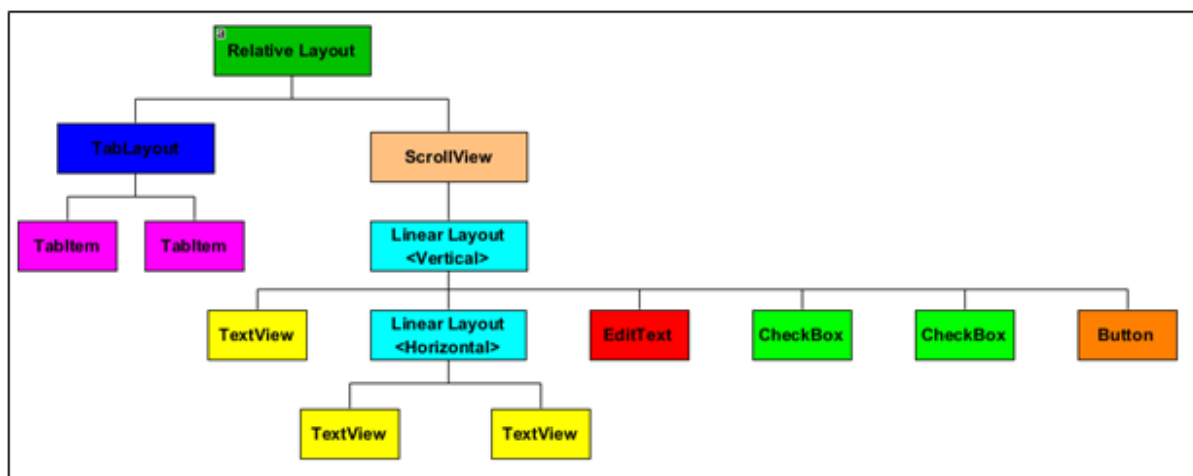 a
Relative Layout
TabLayout
ScrollView
TabItem
TabItem
Linear Layout
<Vertical>
TextView
Linear Layout
<Horizontal>
EditText
CheckBox
CheckBox
Button
TextView
TextView